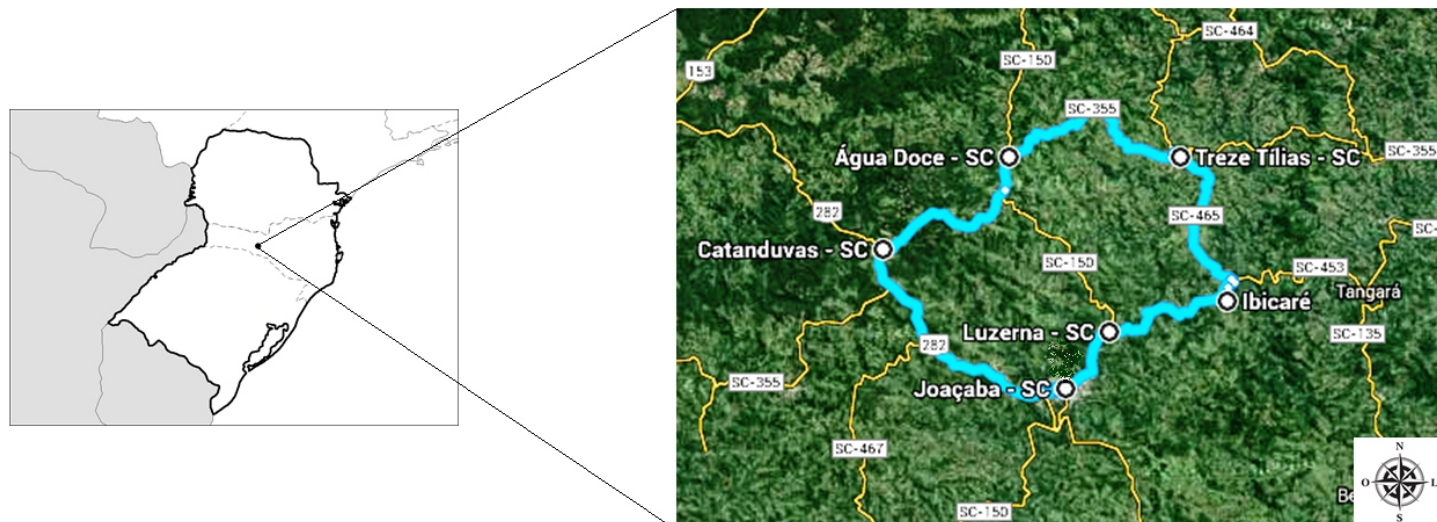 SC-464
SC-150
153
SC-355
Água Doce - SC
Treze Tílias - SC
SC-355
282
SC-465
SC-
Catanduvas - SC
SC-150
SC-453
Tangará
Ibicaré
Luzerna - SC
SC-135
282
SC-355
Joaçaba - SC
SC-467
SC-150
Be
N
O
L
S